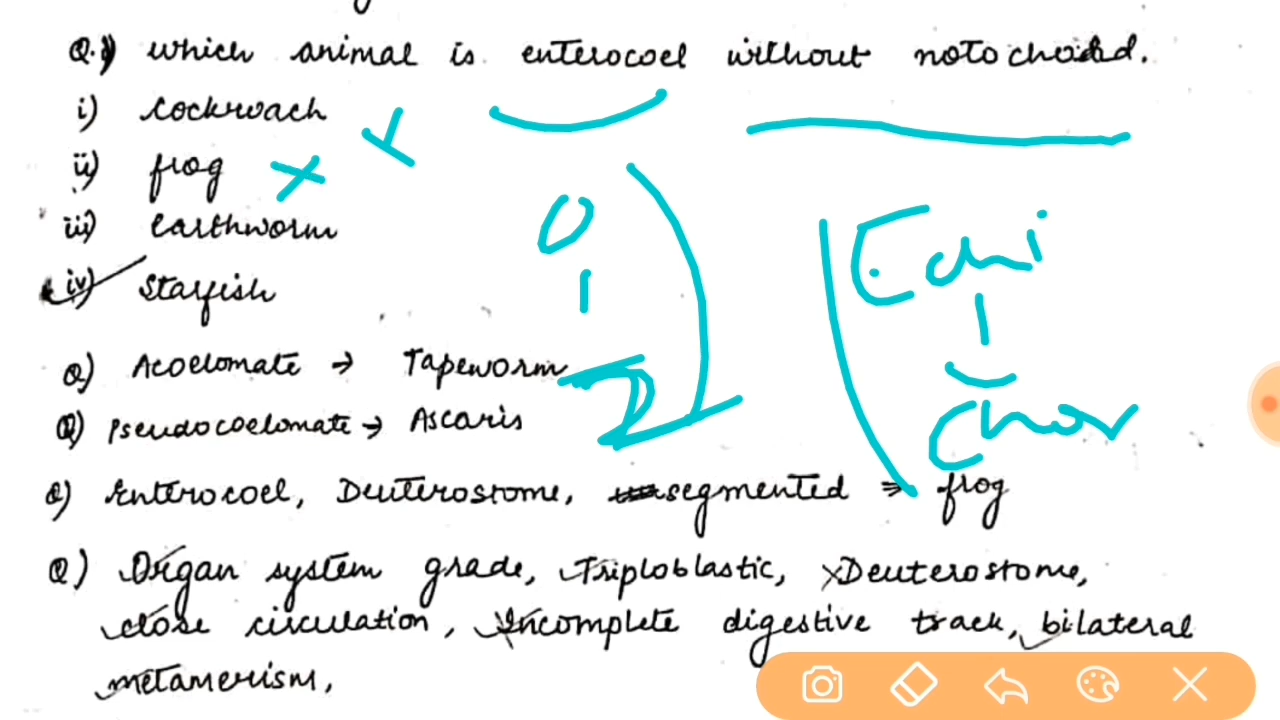 Q.) which animal is enterocoel without notochord.
i) Cockroach
ii) frog
iii) Earthworm
iv) Starfish
Q) Acoelomate → Tapeworm
Q) Pseudocoelomate → Ascaris
Q) Enterocoel, Deuterostome, segmented ⇒ frog
Q) Organ system grade, Triploblastic, Deuterostome,
close circulation, Incomplete digestive track, bilateral
metamerism,
Echi
Chor